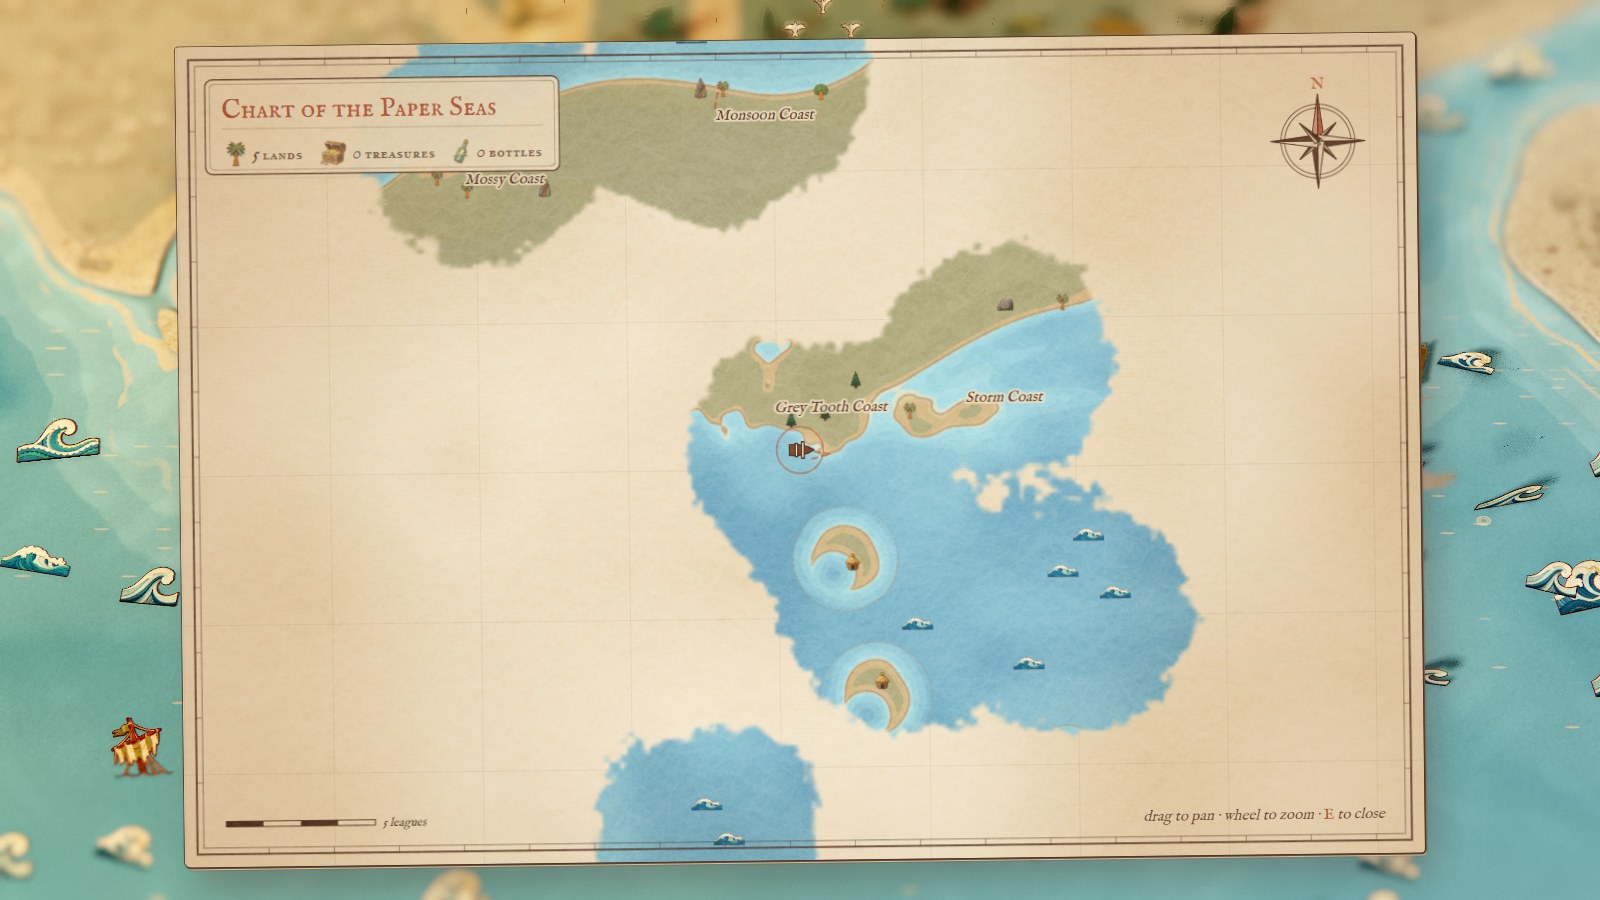 Chart of the Paper Seas
5 lands 0 treasures 0 bottles
N
Monsoon Coast
Mossy Coast
Storm Coast
Grey Tooth Coast
5 leagues
drag to pan · wheel to zoom · E to close